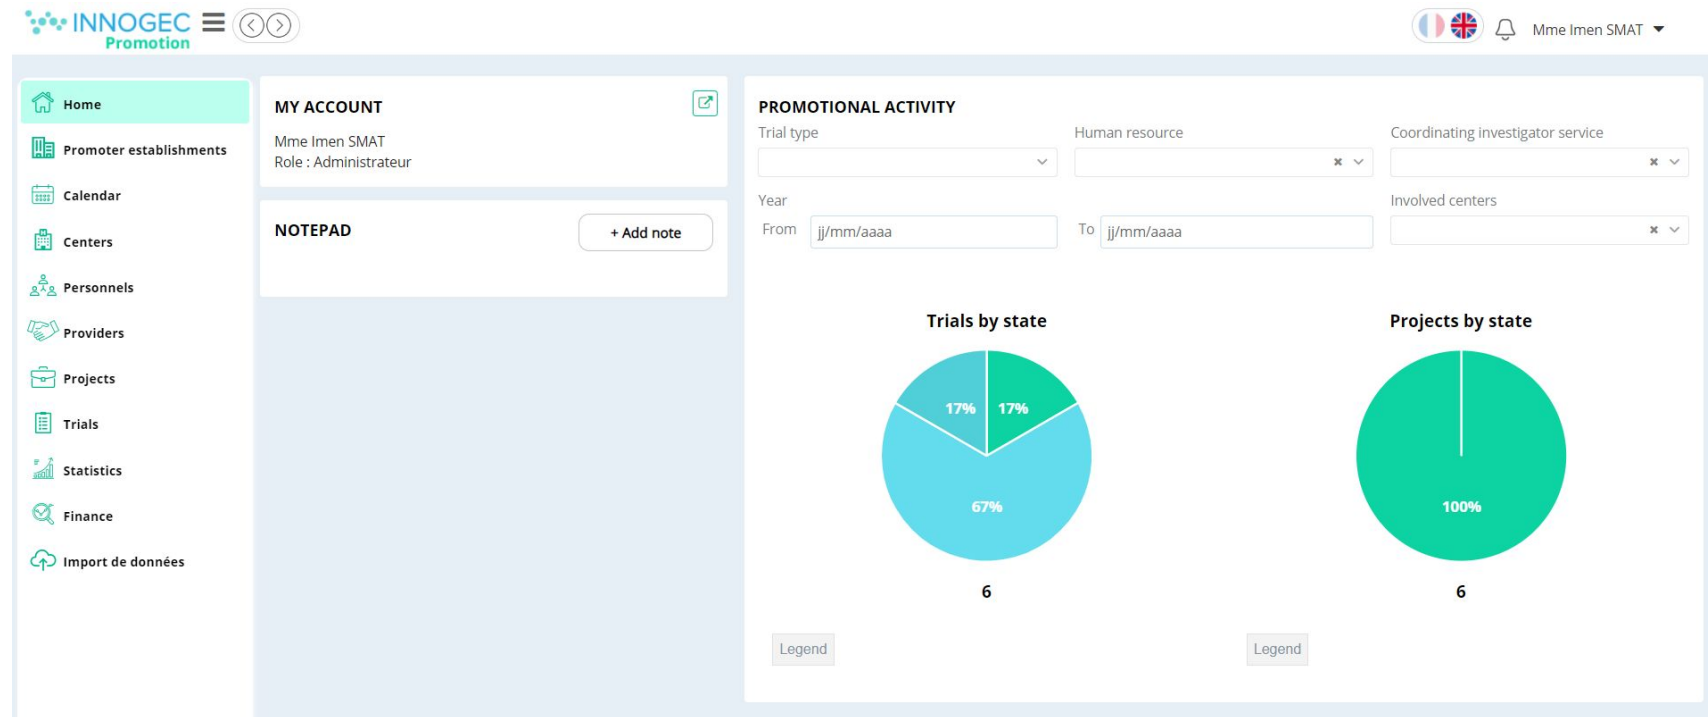 INNOGEC
Promotion
Mme Imen SMAT
Home
Promoter establishments
Calendar
Centers
Personnels
Providers
Projects
Trials
Statistics
Finance
Import de données
MY ACCOUNT
Mme Imen SMAT
Role : Administrateur
NOTEPAD
+ Add note
PROMOTIONAL ACTIVITY
Trial type
Human resource
Coordinating investigator service
Year
Involved centers
From
jj/mm/aaaa
To
jj/mm/aaaa
Trials by state
17%
17%
67%
6
Legend
Projects by state
100%
6
Legend